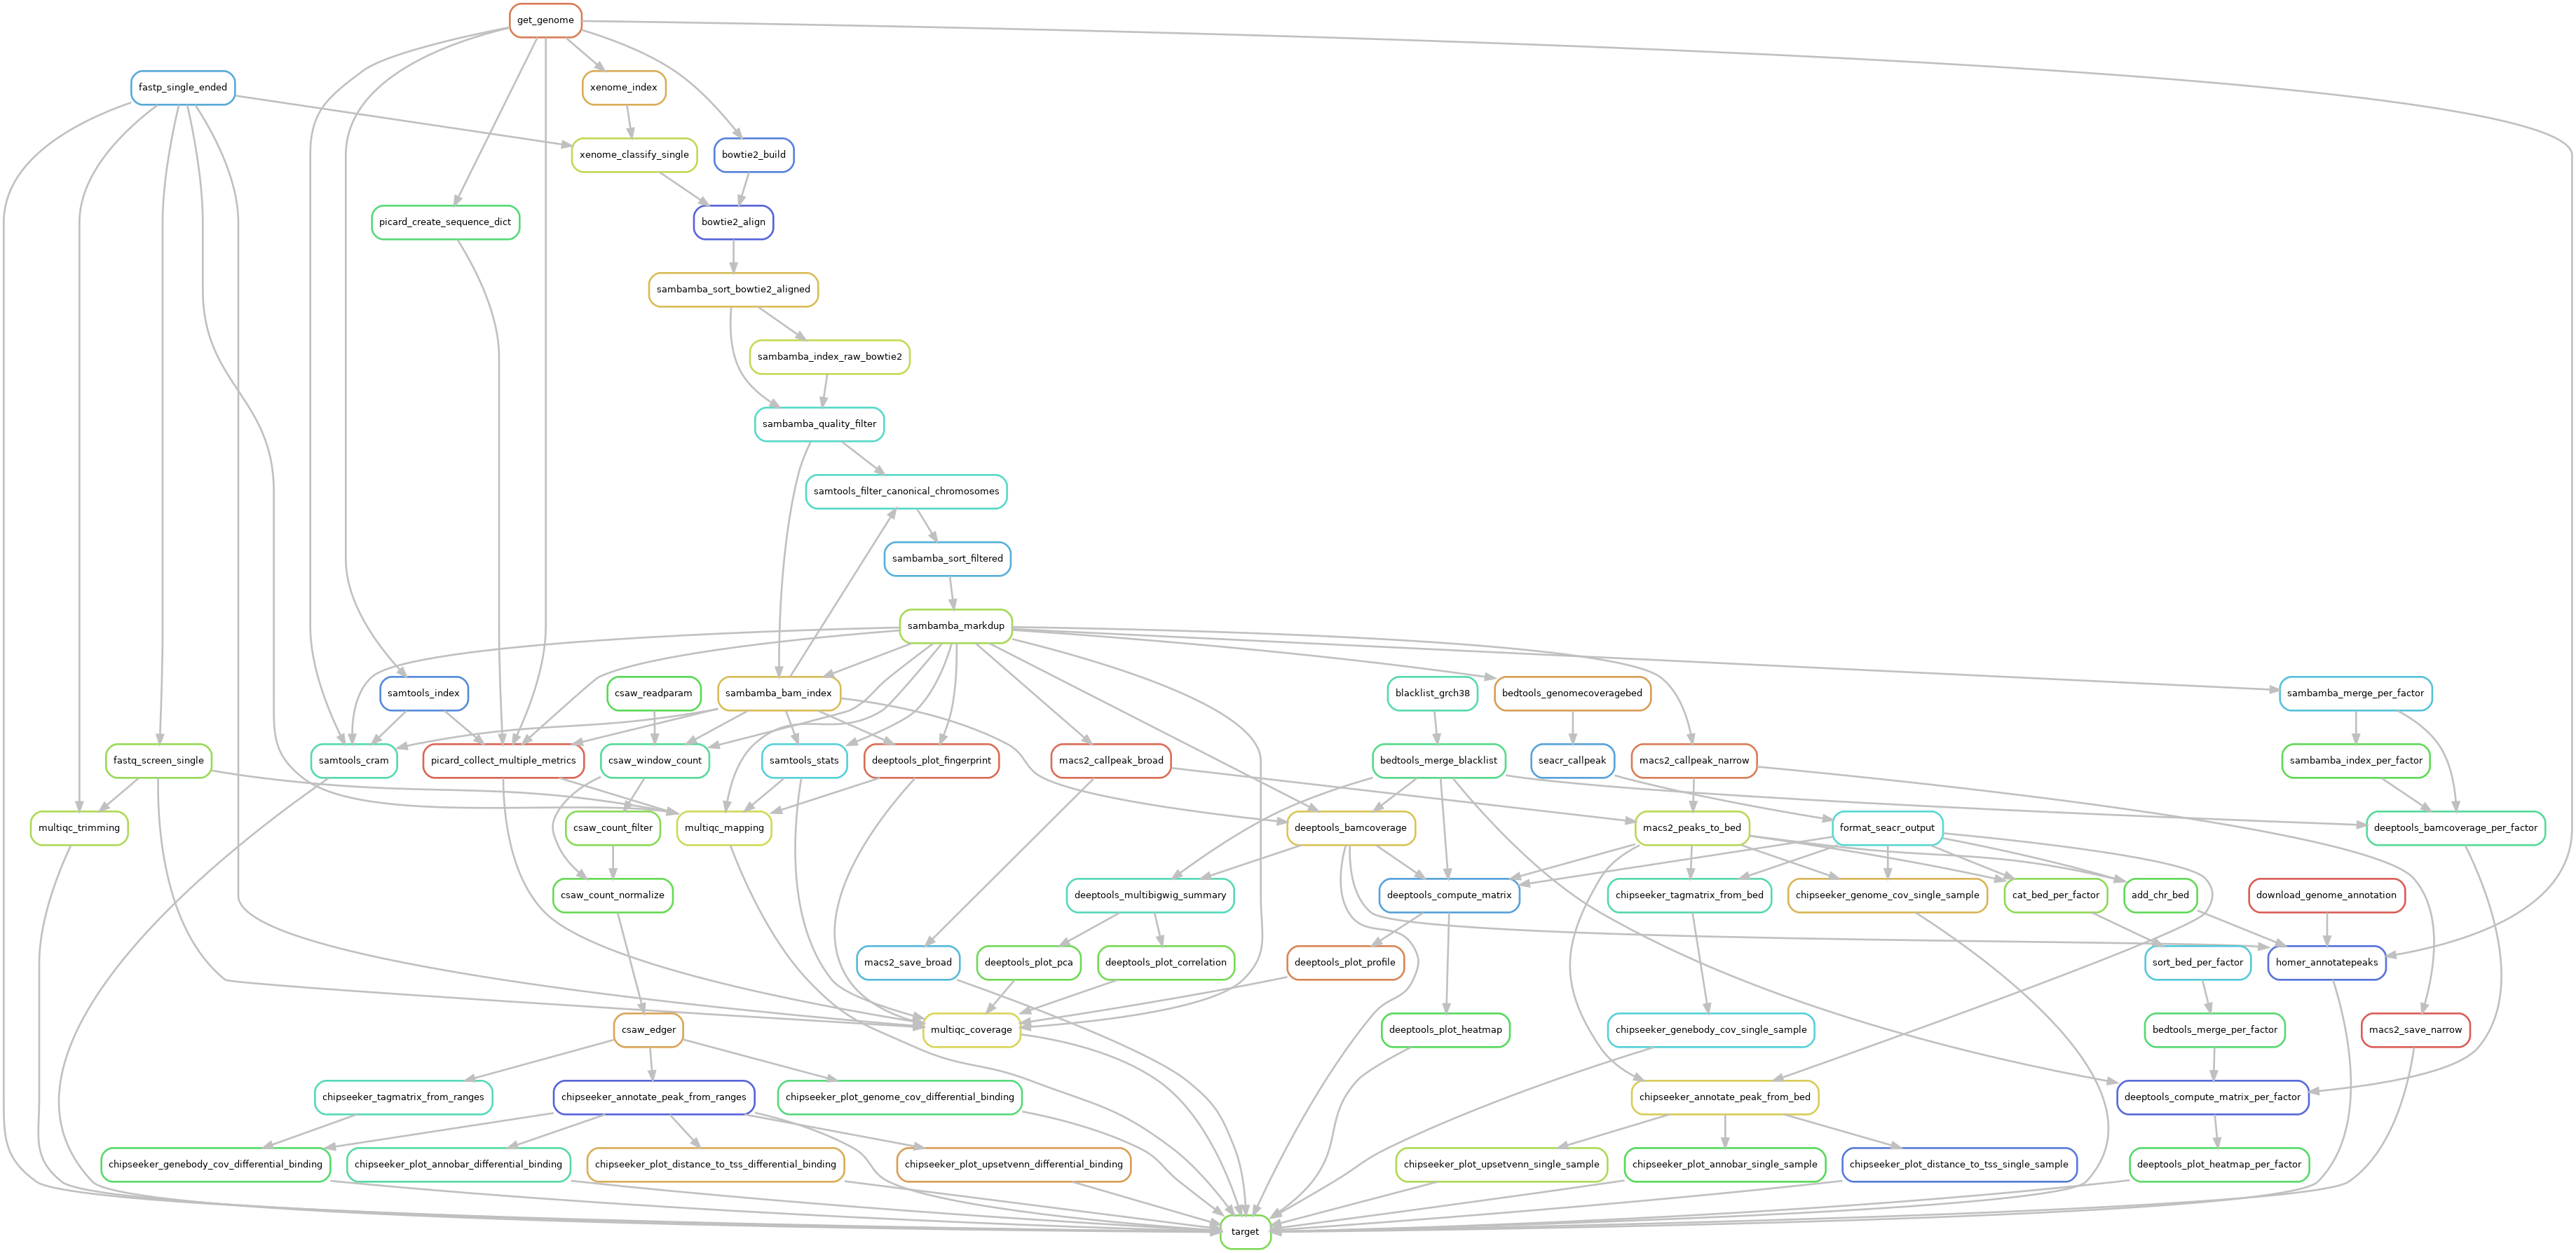 get_genome
fastp_single_ended
xenome_index
xenome_classify_single
bowtie2_build
picard_create_sequence_dict
bowtie2_align
sambamba_sort_bowtie2_aligned
sambamba_index_raw_bowtie2
sambamba_quality_filter
samtools_filter_canonical_chromosomes
sambamba_sort_filtered
sambamba_markdup
samtools_index
csaw_readparam
sambamba_bam_index
blacklist_grch38
bedtools_genomecoveragebed
sambamba_merge_per_factor
fastq_screen_single
samtools_cram
picard_collect_multiple_metrics
csaw_window_count
samtools_stats
deeptools_plot_fingerprint
macs2_callpeak_broad
bedtools_merge_blacklist
seacr_callpeak
macs2_callpeak_narrow
sambamba_index_per_factor
multiqc_trimming
csaw_count_filter
multiqc_mapping
deeptools_bamcoverage
macs2_peaks_to_bed
format_seacr_output
deeptools_bamcoverage_per_factor
csaw_count_normalize
deeptools_multibigwig_summary
deeptools_compute_matrix
chipseeker_tagmatrix_from_bed
chipseeker_genome_cov_single_sample
cat_bed_per_factor
add_chr_bed
download_genome_annotation
macs2_save_broad
deeptools_plot_pca
deeptools_plot_correlation
deeptools_plot_profile
sort_bed_per_factor
homer_annotatepeaks
csaw_edger
multiqc_coverage
deeptools_plot_heatmap
chipseeker_genebody_cov_single_sample
bedtools_merge_per_factor
macs2_save_narrow
chipseeker_tagmatrix_from_ranges
chipseeker_annotate_peak_from_ranges
chipseeker_plot_genome_cov_differential_binding
chipseeker_annotate_peak_from_bed
deeptools_compute_matrix_per_factor
chipseeker_genebody_cov_differential_binding
chipseeker_plot_annobar_differential_binding
chipseeker_plot_distance_to_tss_differential_binding
chipseeker_plot_upsetvenn_differential_binding
chipseeker_plot_upsetvenn_single_sample
chipseeker_plot_annobar_single_sample
chipseeker_plot_distance_to_tss_single_sample
deeptools_plot_heatmap_per_factor
target